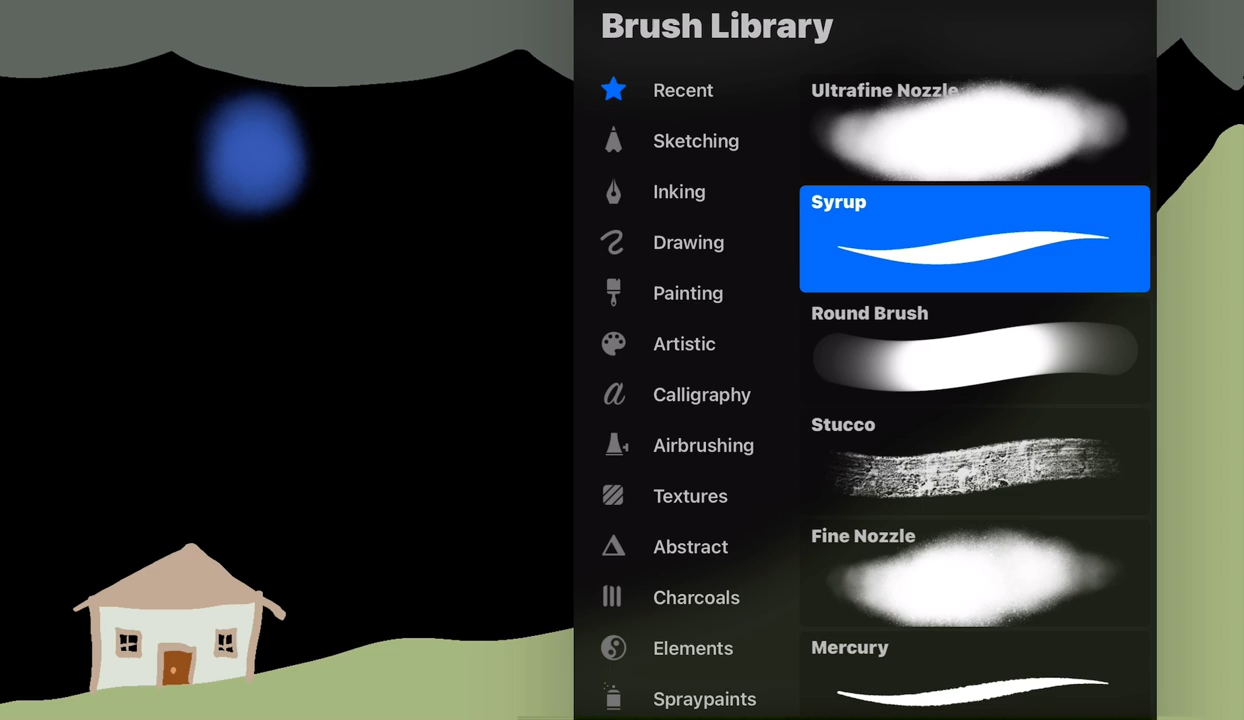 Brush Library
Recent
Sketching
Inking
Drawing
Painting
Artistic
Calligraphy
Airbrushing
Textures
Abstract
Charcoals
Elements
Spraypaints
Ultrafine Nozzle
Syrup
Round Brush
Stucco
Fine Nozzle
Mercury